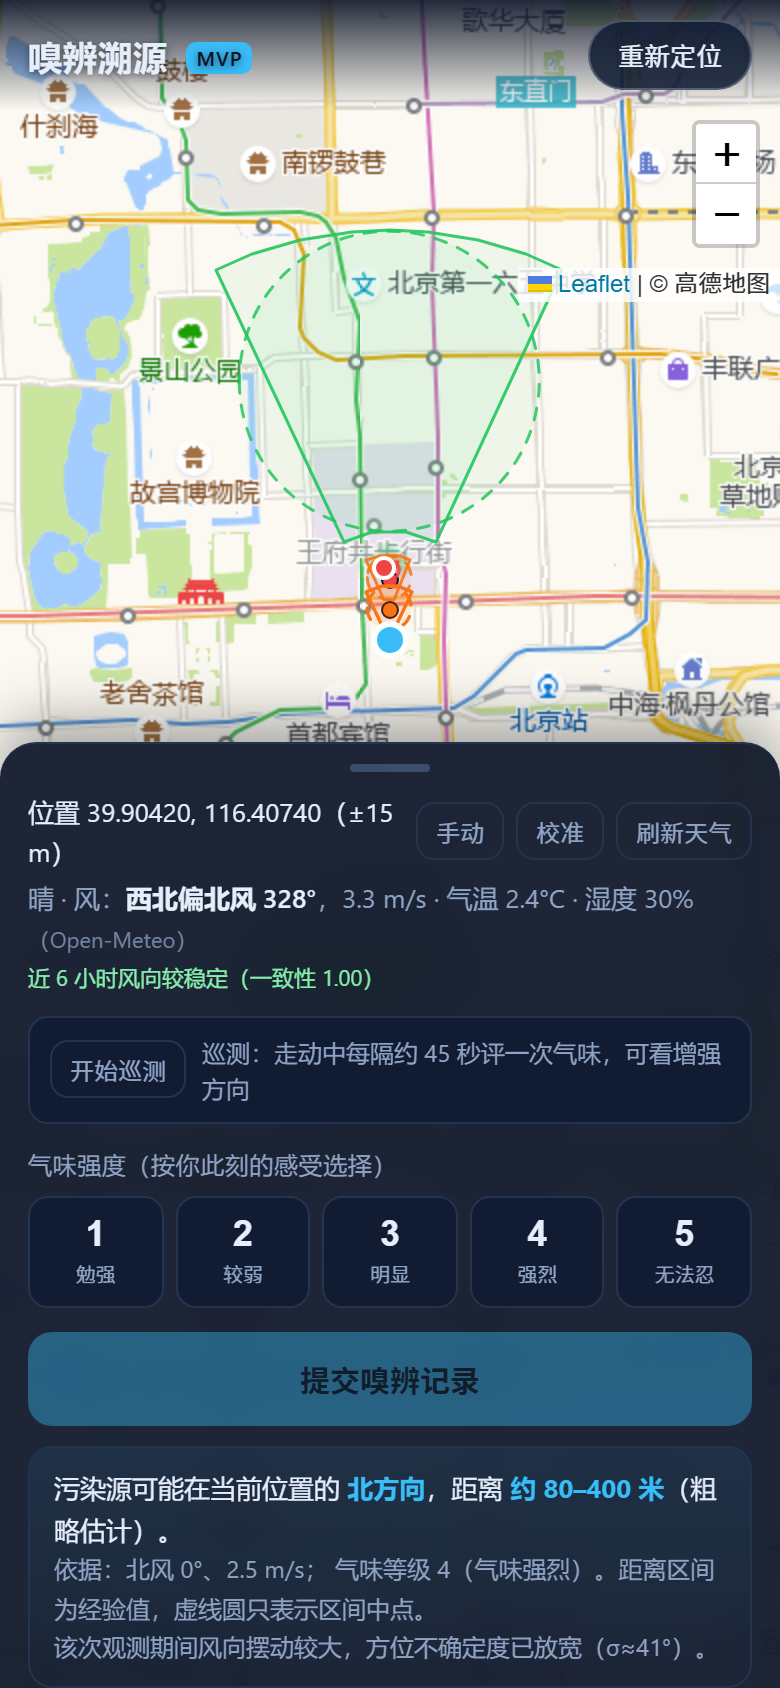 歌华大厦
嗅辨溯源 MVP
鼓楼
重新定位
东直门
什刹海
南锣鼓巷
东
场
+
−
北京第一六
Leaflet | © 高德地图
景山公园
丰联广
故宫博物院
北京
草地
王府井步行街
老舍茶馆
首都宾馆
北京站
中海·枫丹公馆
位置 39.90420, 116.40740（±15
m）
手动
校准
刷新天气
晴 · 风：西北偏北风 328°，3.3 m/s · 气温 2.4°C · 湿度 30%
（Open-Meteo）
近 6 小时风向较稳定（一致性 1.00）
开始巡测
巡测：走动中每隔约 45 秒评一次气味，可看增强
方向
气味强度（按你此刻的感受选择）
1
勉强
2
较弱
3
明显
4
强烈
5
无法忍
提交嗅辨记录
污染源可能在当前位置的 北方向，距离 约 80–400 米（粗
略估计）。
依据：北风 0°、2.5 m/s； 气味等级 4（气味强烈）。距离区间
为经验值，虚线圆只表示区间中点。
该次观测期间风向摆动较大，方位不确定度已放宽（σ≈41°）。